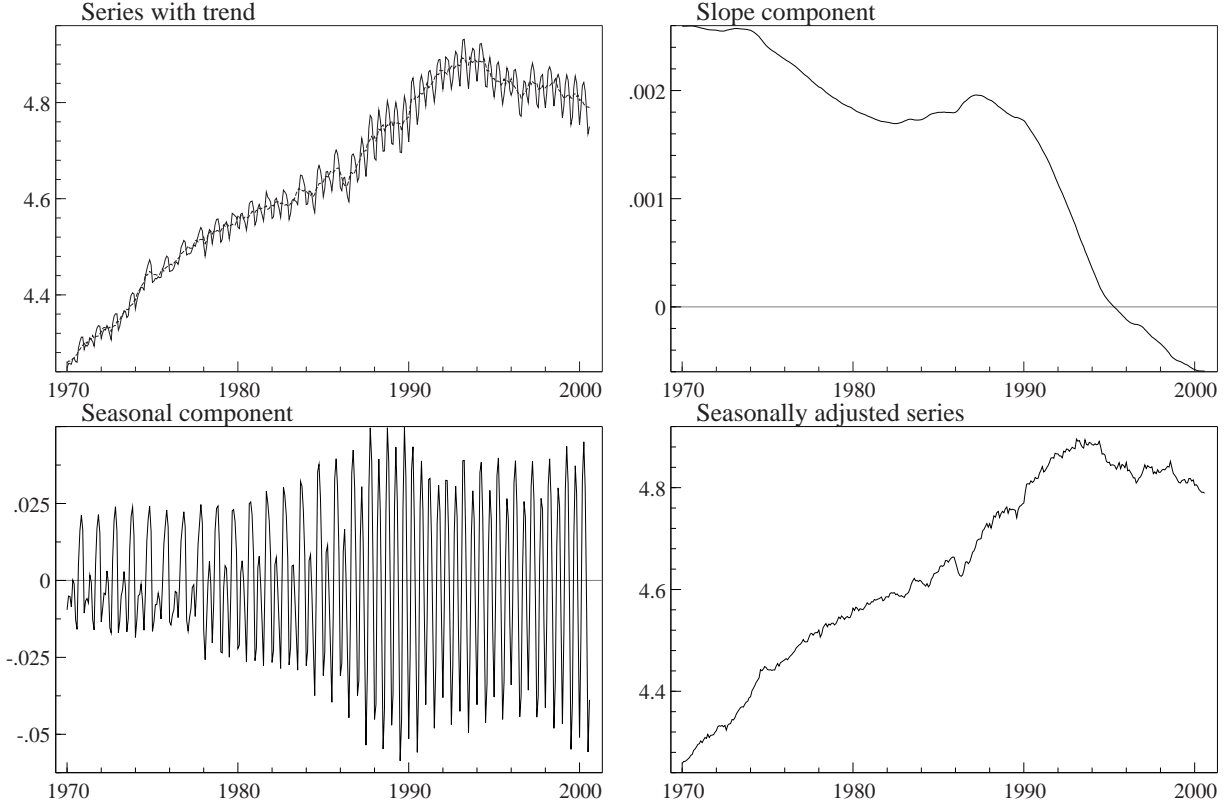 Series with trend
4.8
4.6
4.4
1970 1980 1990 2000
Slope component
.002
.001
0
1970 1980 1990 2000
Seasonal component
.025
0
-.025
-.05
1970 1980 1990 2000
Seasonally adjusted series
4.8
4.6
4.4
1970 1980 1990 2000